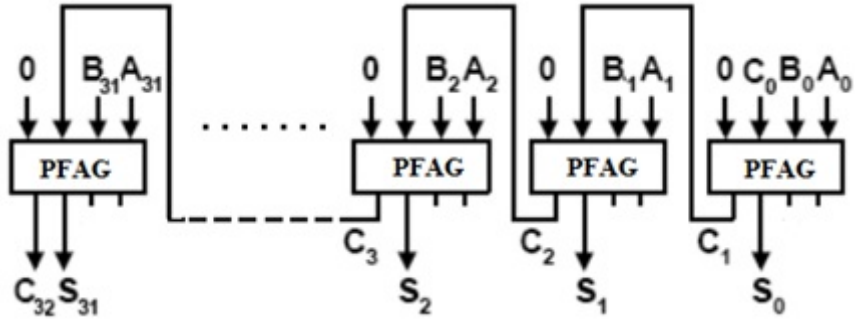 0 B31 A31 0 B2 A2 0 B1 A1 0 C0 B0 A0
PFAG PFAG PFAG PFAG
C3 C2 C1
C32 S31 S2 S1 S0